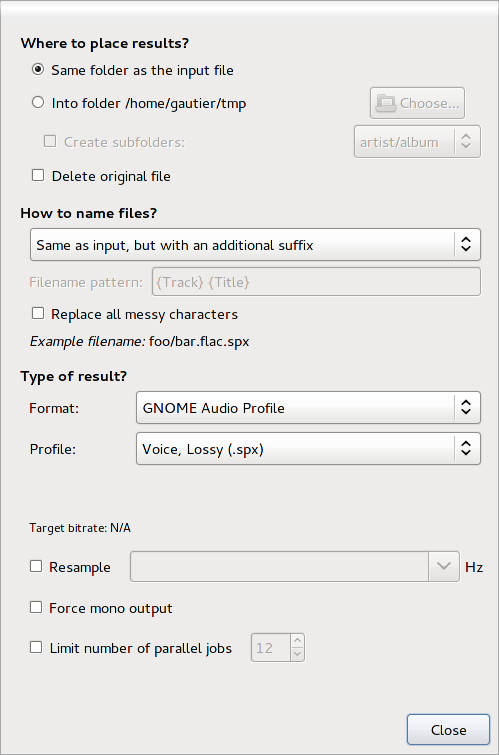 Where to place results?
Same folder as the input file
Into folder /home/gautier/tmp
Choose...
Create subfolders:
artist/album
Delete original file
How to name files?
Same as input, but with an additional suffix
Filename pattern:
{Track} {Title}
Replace all messy characters
Example filename: foo/bar.flac.spx
Type of result?
Format:
GNOME Audio Profile
Profile:
Voice, Lossy (.spx)
Target bitrate: N/A
Resample
Hz
Force mono output
Limit number of parallel jobs
12
Close